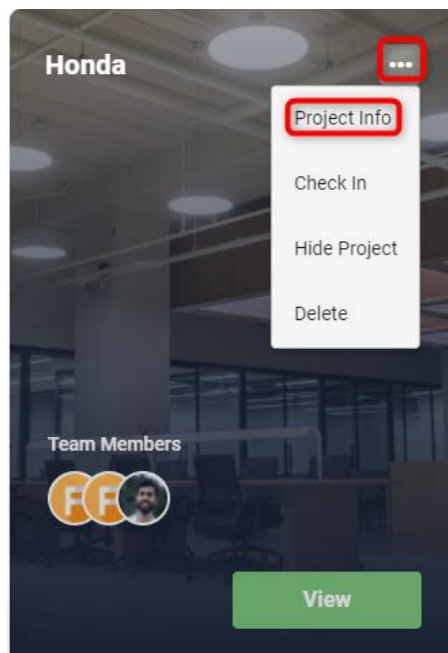 Honda
...
Project Info
Check In
Hide Project
Delete
Team Members
F F
View